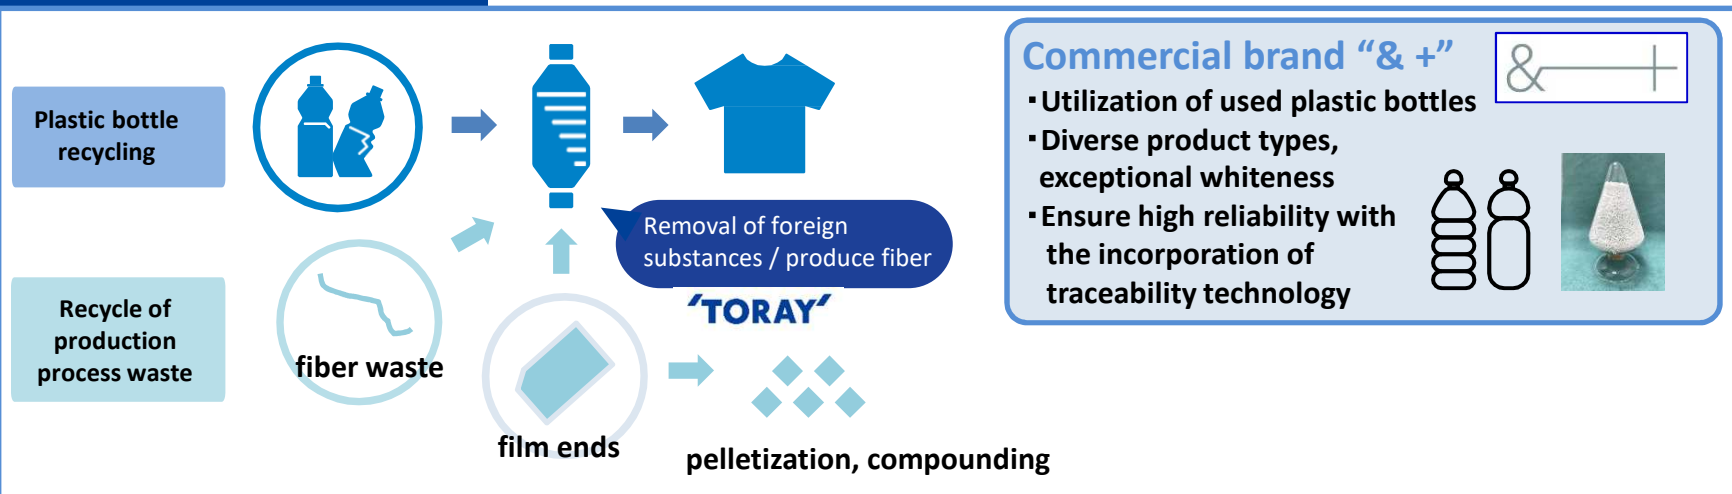 Plastic bottle
recycling
Removal of foreign
substances / produce fiber
'TORAY'
Recycle of
production
process waste
fiber waste
film ends
pelletization, compounding
Commercial brand “& +”
&+
･Utilization of used plastic bottles
･Diverse product types,
exceptional whiteness
･Ensure high reliability with
the incorporation of
traceability technology